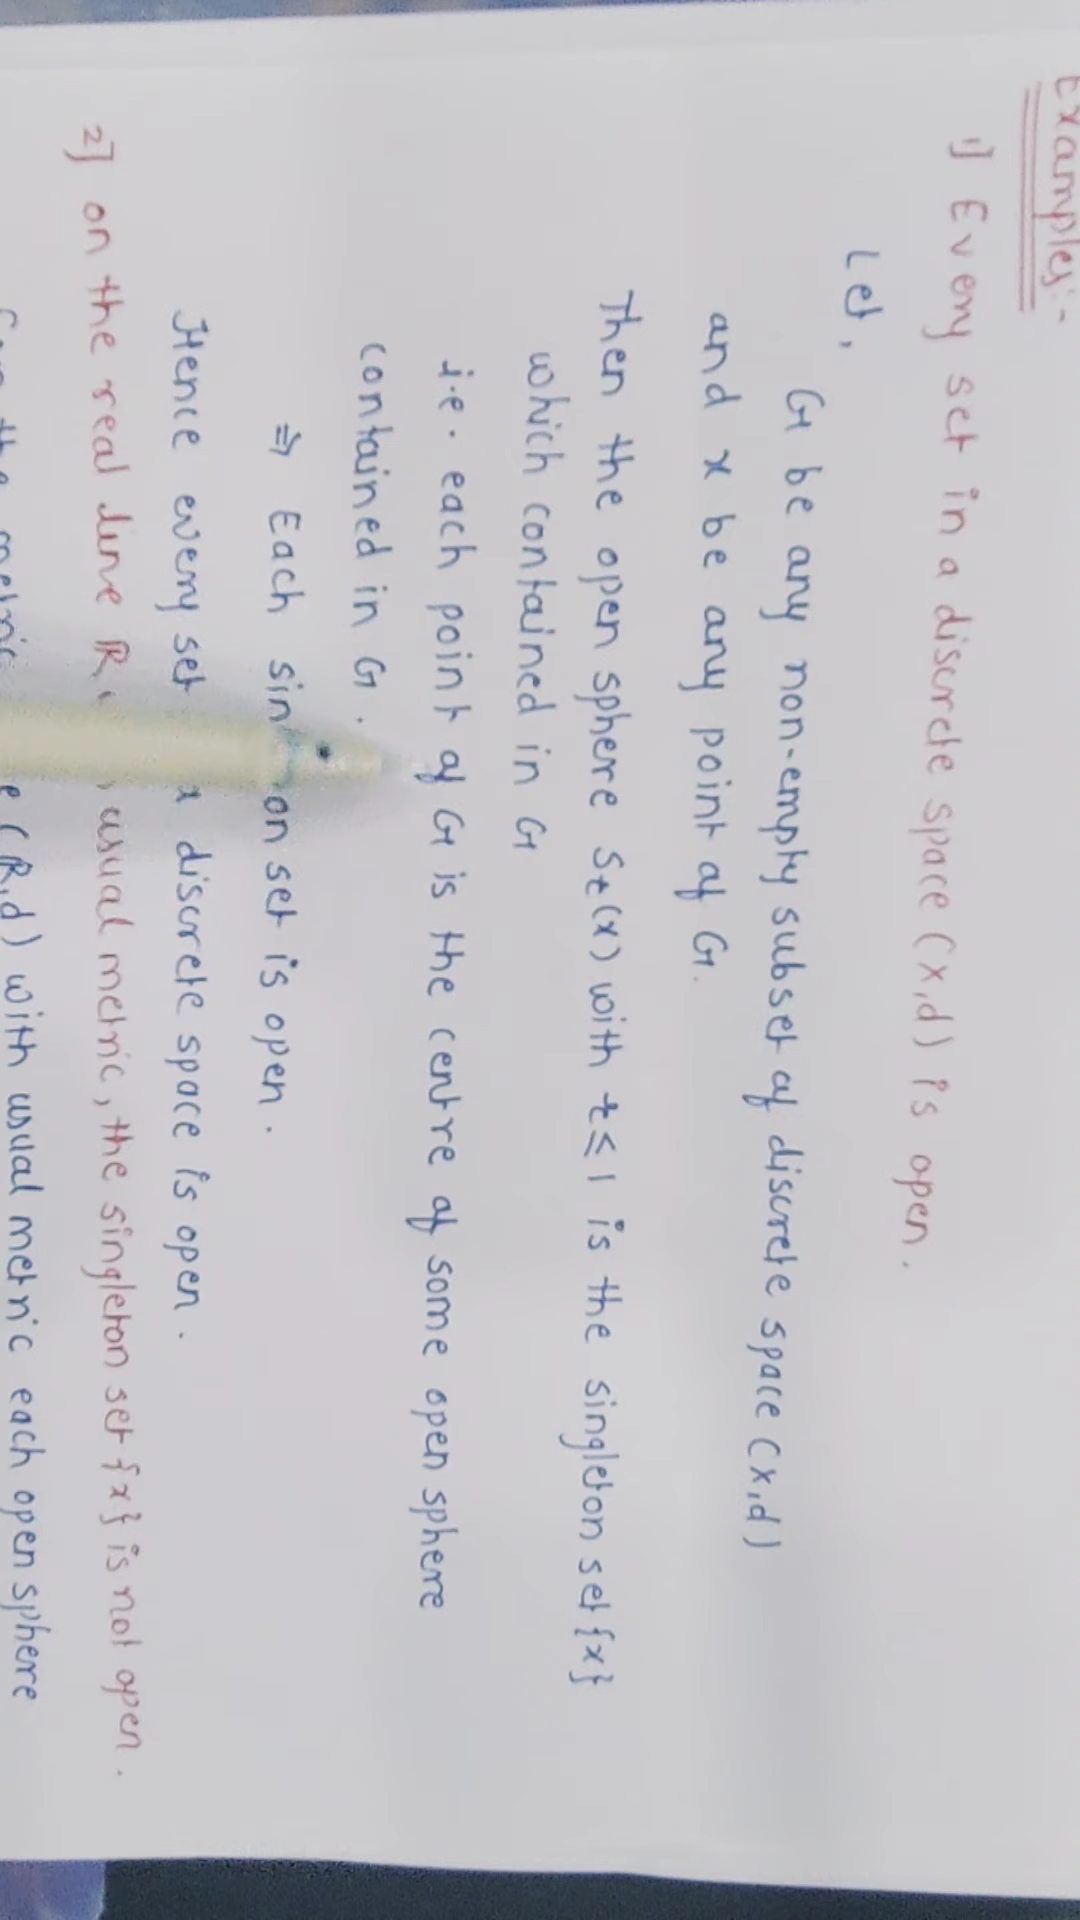 Examples:-
1] Every set in a discrete space (X,d) is open.
Let,
G be any non-empty subset of discrete space (X,d)
and x be any point of G.
Then the open sphere Sr(x) with r≤1 is the singleton set {x}
which contained in G
i.e. each point of G is the centre of some open sphere
contained in G.
⇒ Each sin on set is open.
Hence every set a discrete space is open.
2] on the real line R, usual metric, the singleton set {x} is not open.
metric (R,d) with usual metric each open sphere